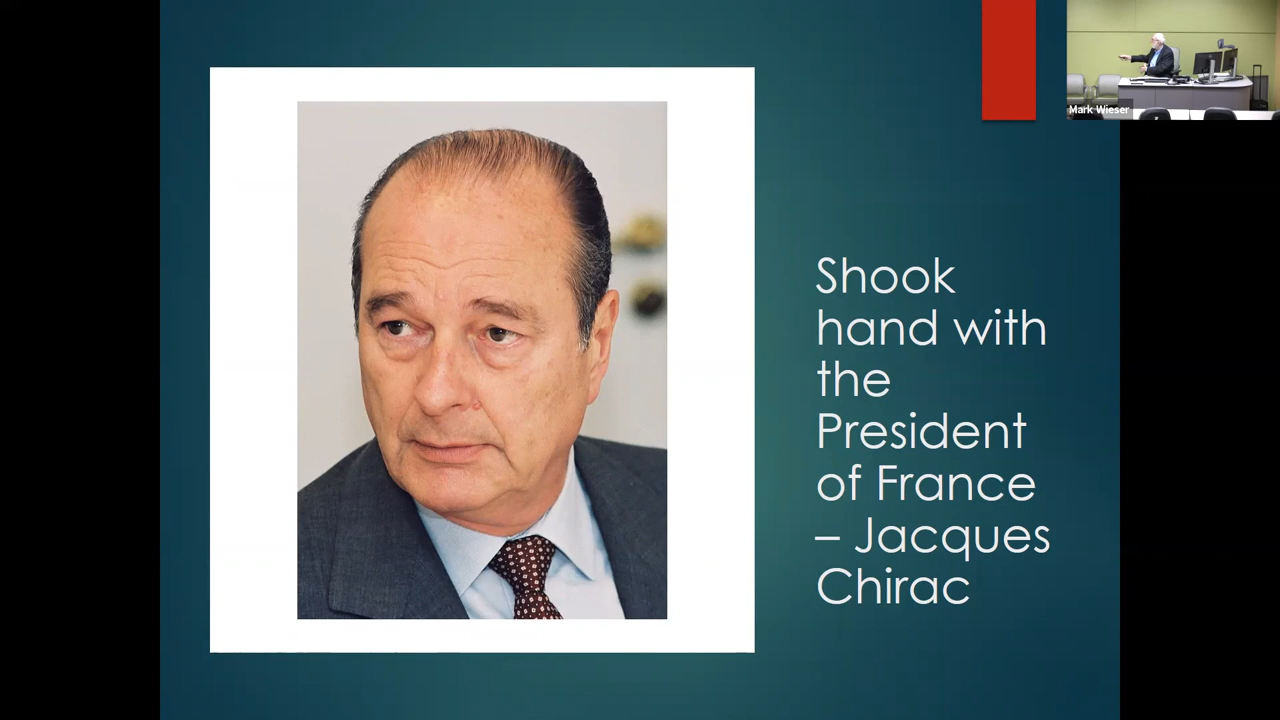 Mark Wieser
Shook
hand with
the
President
of France
– Jacques
Chirac